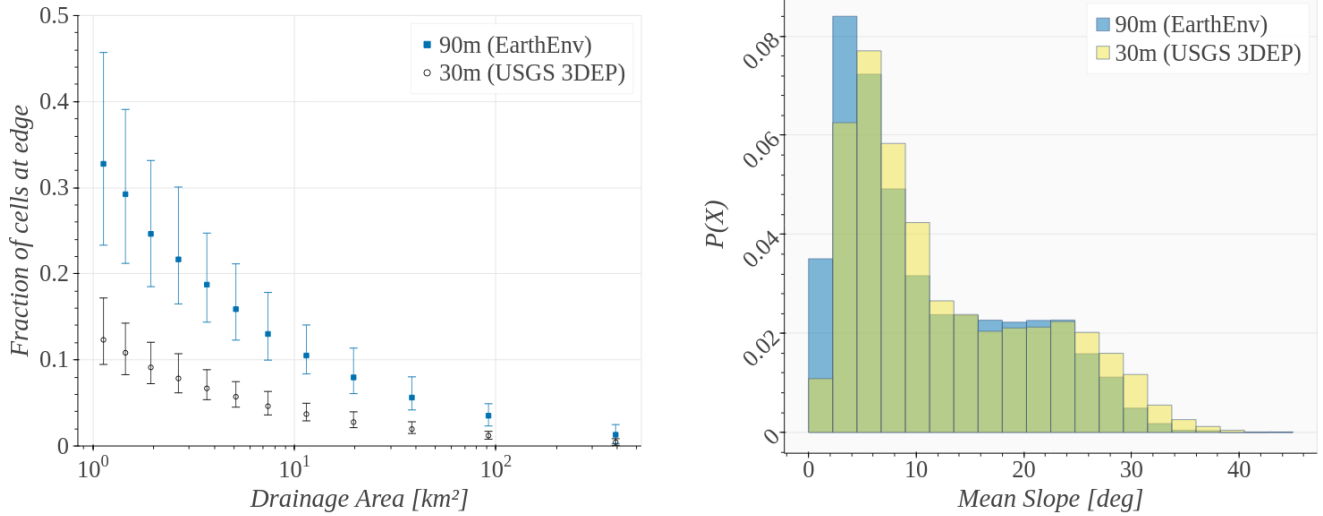 0.5
0.4
0.3
0.2
0.1
0
Fraction of cells at edge
90m (EarthEnv)
30m (USGS 3DEP)
10⁰ 10¹ 10²
Drainage Area [km²]
0.08
0.06
0.04
0.02
0
P(X)
90m (EarthEnv)
30m (USGS 3DEP)
0 10 20 30 40
Mean Slope [deg]